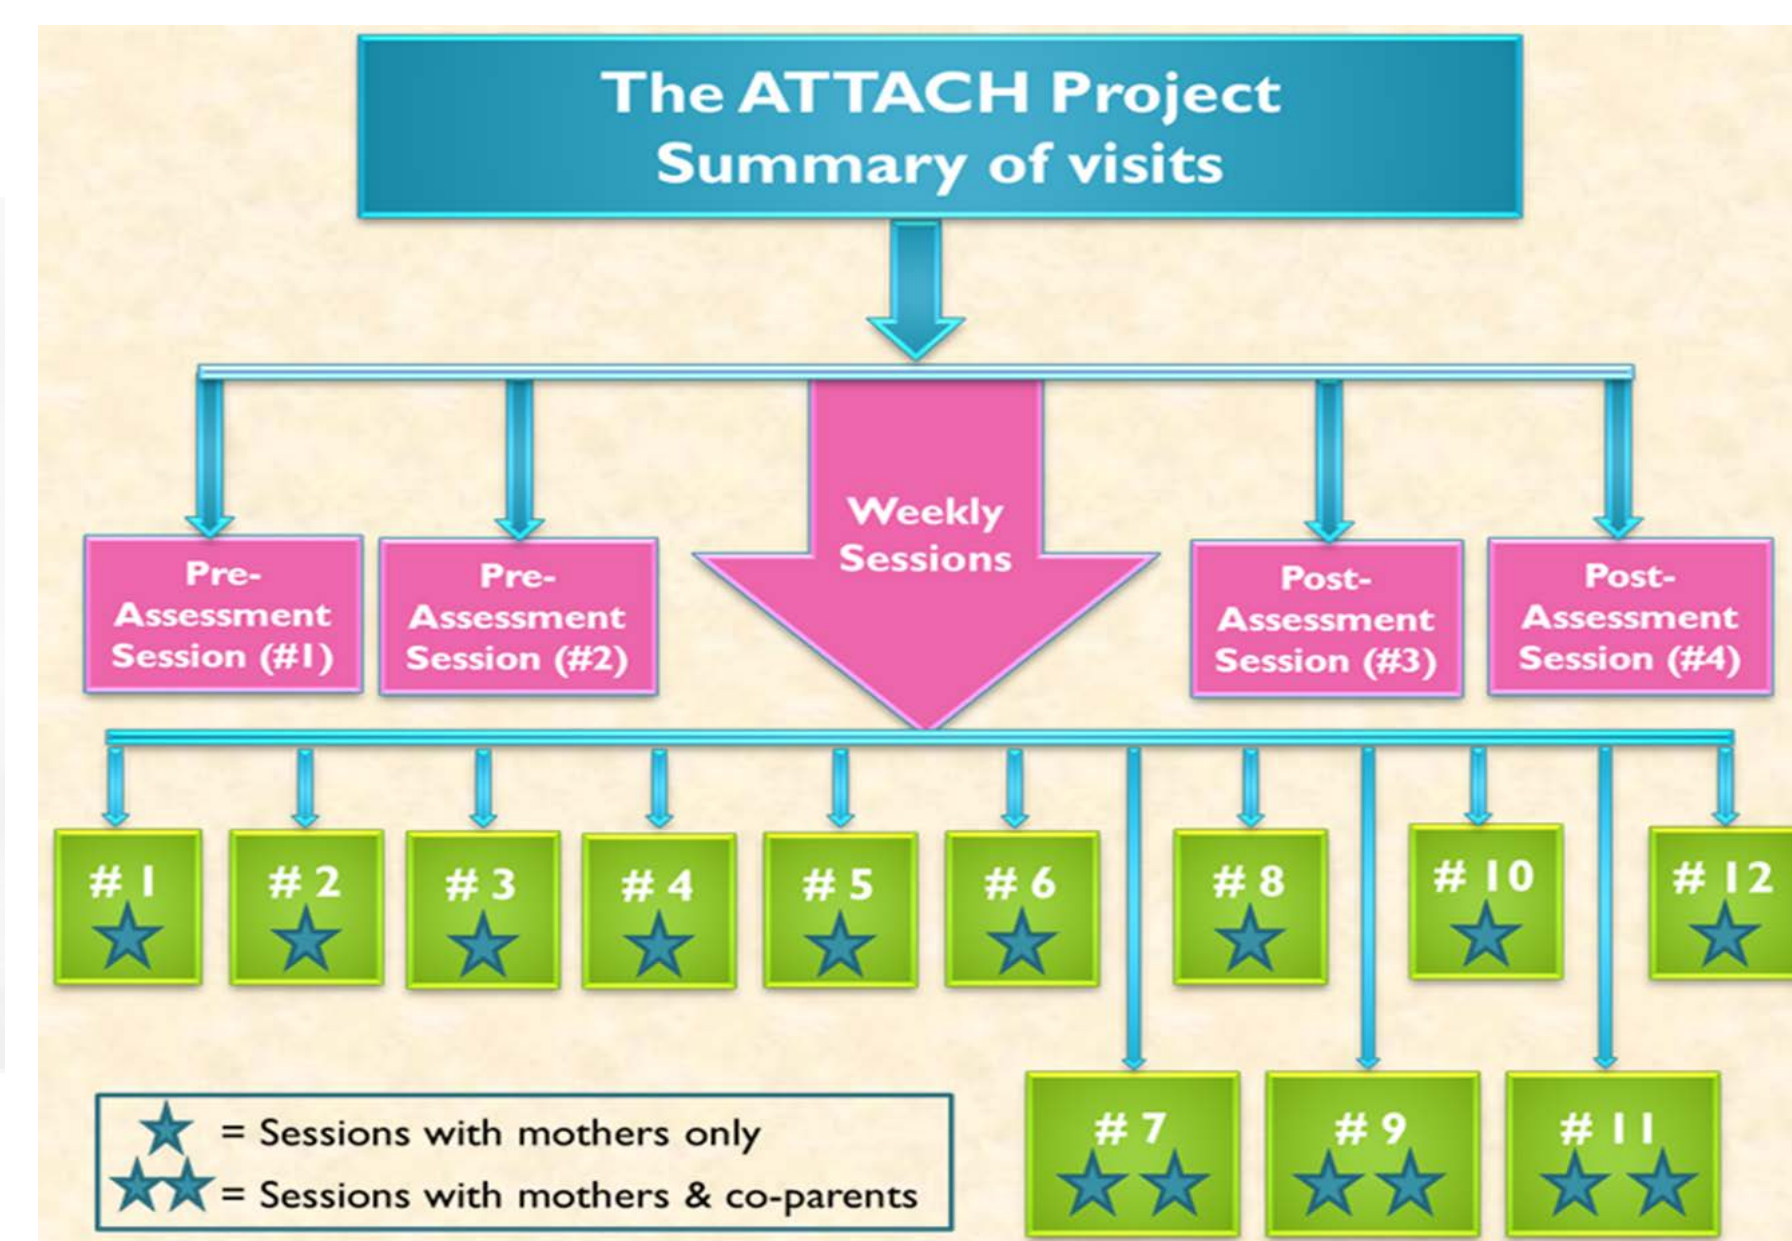 The ATTACH Project
Summary of visits
Pre-
Assessment
Session (#1)
Pre-
Assessment
Session (#2)
Weekly
Sessions
Post-
Assessment
Session (#3)
Post-
Assessment
Session (#4)
# 1
# 2
# 3
# 4
# 5
# 6
# 8
# 10
# 12
# 7
# 9
# 11
= Sessions with mothers only
= Sessions with mothers & co-parents